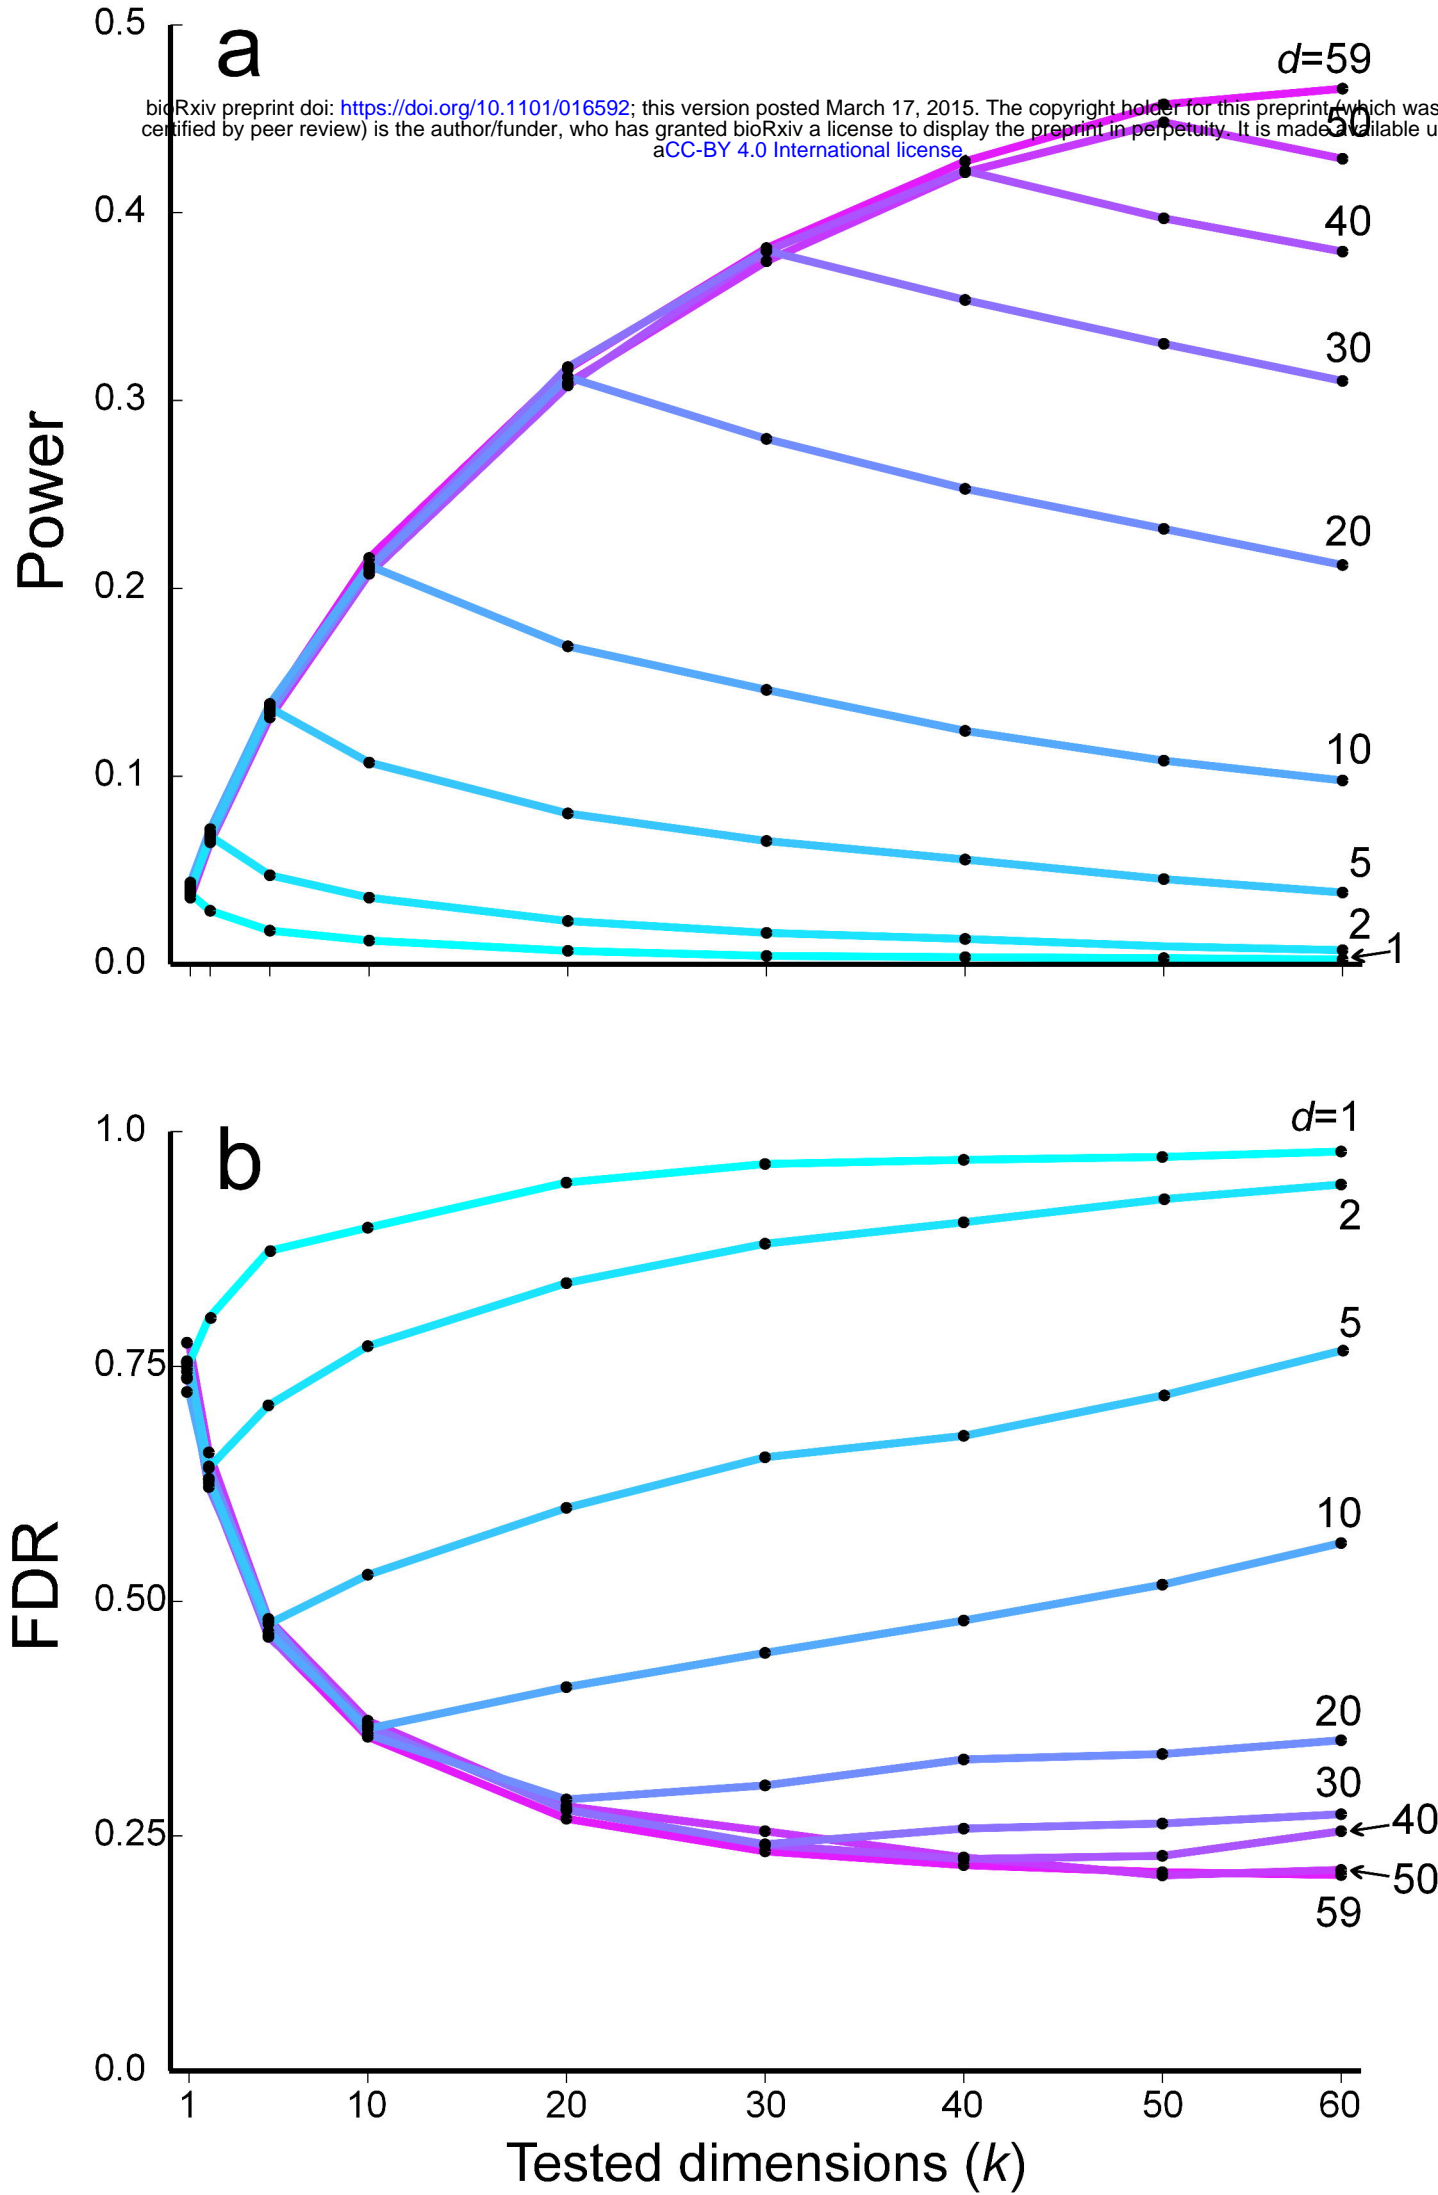 0.5
a
d=59
bioRxiv preprint doi: https://doi.org/10.1101/016592; this version posted March 17, 2015. The copyright holder for this preprint (which was
certified by peer review) is the author/funder, who has granted bioRxiv a license to display the preprint in perpetuity. It is made available u
50
aCC-BY 4.0 International license.
0.4
40
30
0.3
Power
20
0.2
10
0.1
5
2
1
0.0
1.0
b
d=1
2
5
0.75
10
FDR
0.50
20
30
0.25
40
50
59
0.0
1 10 20 30 40 50 60
Tested dimensions (k)